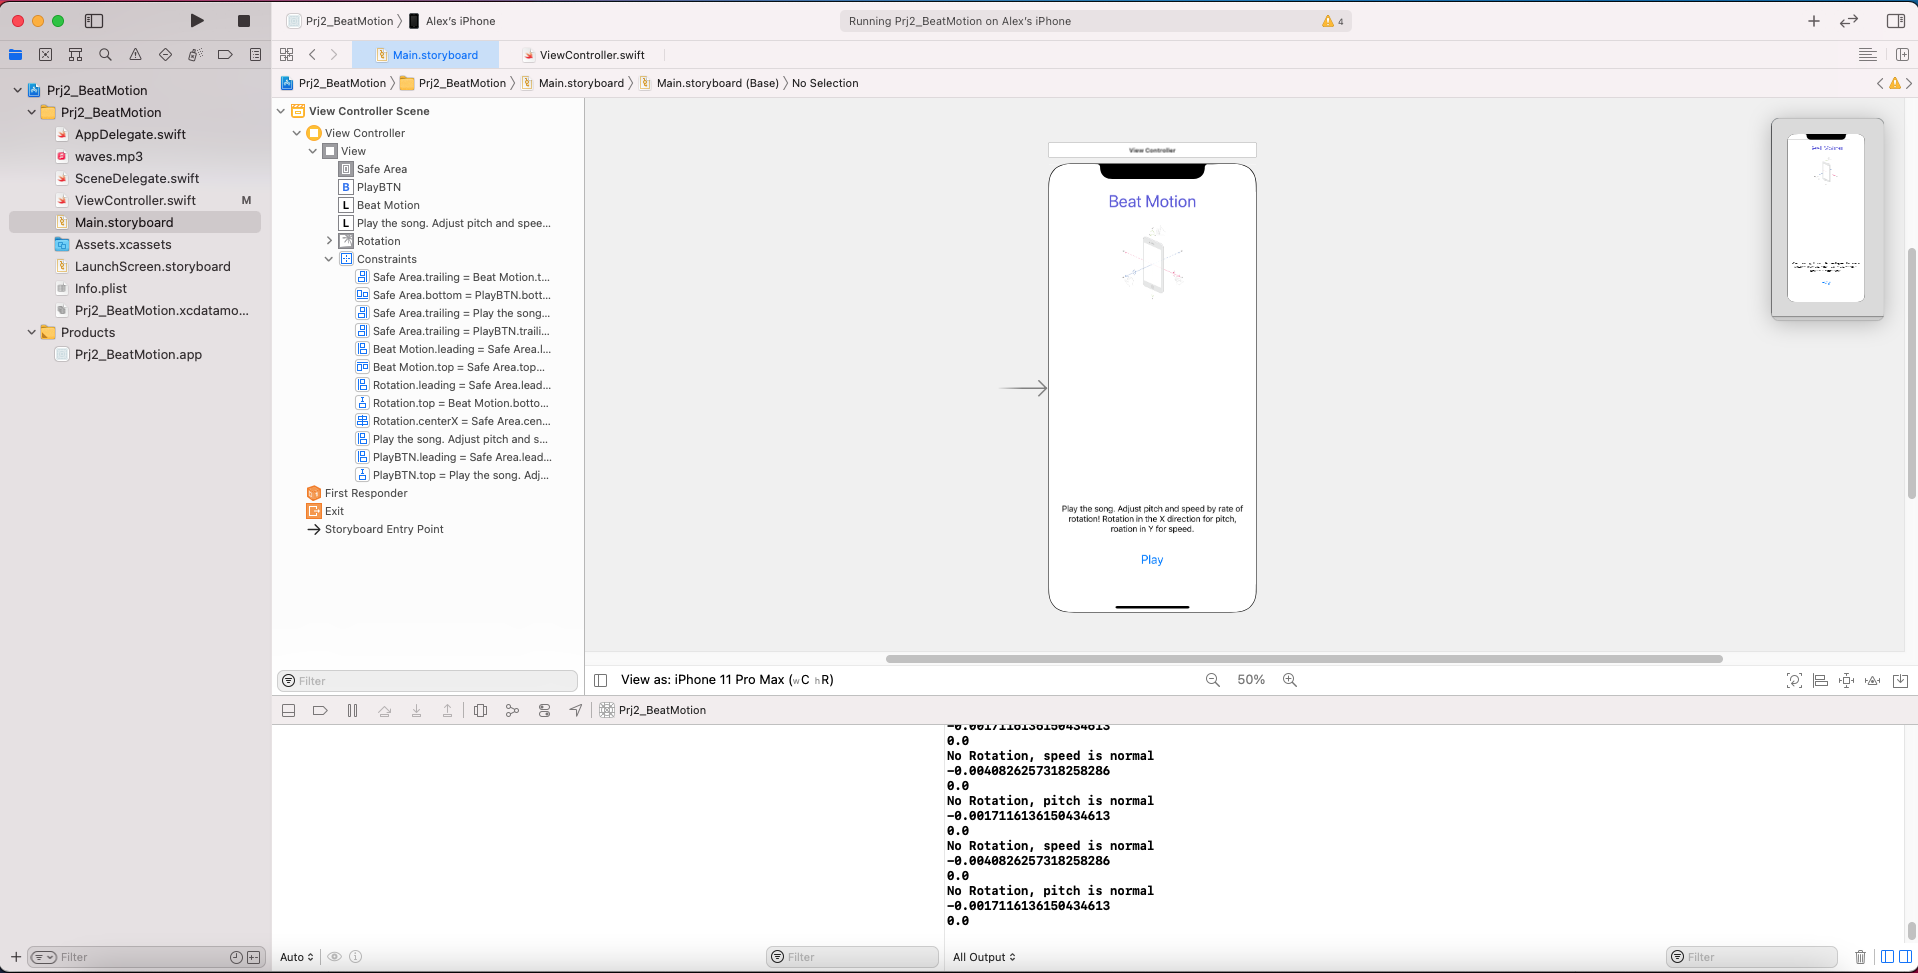 Prj2_BeatMotion
Alex's iPhone
Running Prj2_BeatMotion on Alex's iPhone
4
Main.storyboard
ViewController.swift
Prj2_BeatMotion
Prj2_BeatMotion
Main.storyboard
Main.storyboard (Base)
No Selection
Prj2_BeatMotion
Prj2_BeatMotion
AppDelegate.swift
waves.mp3
SceneDelegate.swift
ViewController.swift
M
Main.storyboard
Assets.xcassets
LaunchScreen.storyboard
Info.plist
Prj2_BeatMotion.xcdatamo...
Products
Prj2_BeatMotion.app
Filter
View Controller Scene
View Controller
View
Safe Area
B PlayBTN
L Beat Motion
L Play the song. Adjust pitch and spee...
Rotation
Constraints
Safe Area.trailing = Beat Motion.t...
Safe Area.bottom = PlayBTN.bott...
Safe Area.trailing = Play the song...
Safe Area.trailing = PlayBTN.traili...
Beat Motion.leading = Safe Area.l...
Beat Motion.top = Safe Area.top...
Rotation.leading = Safe Area.lead...
Rotation.top = Beat Motion.botto...
Rotation.centerX = Safe Area.cen...
Play the song. Adjust pitch and s...
PlayBTN.leading = Safe Area.lead...
PlayBTN.top = Play the song. Adj...
First Responder
Exit
Storyboard Entry Point
Filter
View Controller
Beat Motion
Play the song. Adjust pitch and speed by rate of
rotation! Rotation in the X direction for pitch,
roation in Y for speed.
Play
Beat Motion
View as: iPhone 11 Pro Max (wC hR)
50%
Prj2_BeatMotion
-0.0017116136150434613
0.0
No Rotation, speed is normal
-0.0040826257318258286
0.0
No Rotation, pitch is normal
-0.0017116136150434613
0.0
No Rotation, speed is normal
-0.0040826257318258286
0.0
No Rotation, pitch is normal
-0.0017116136150434613
0.0
Auto
Filter
All Output
Filter